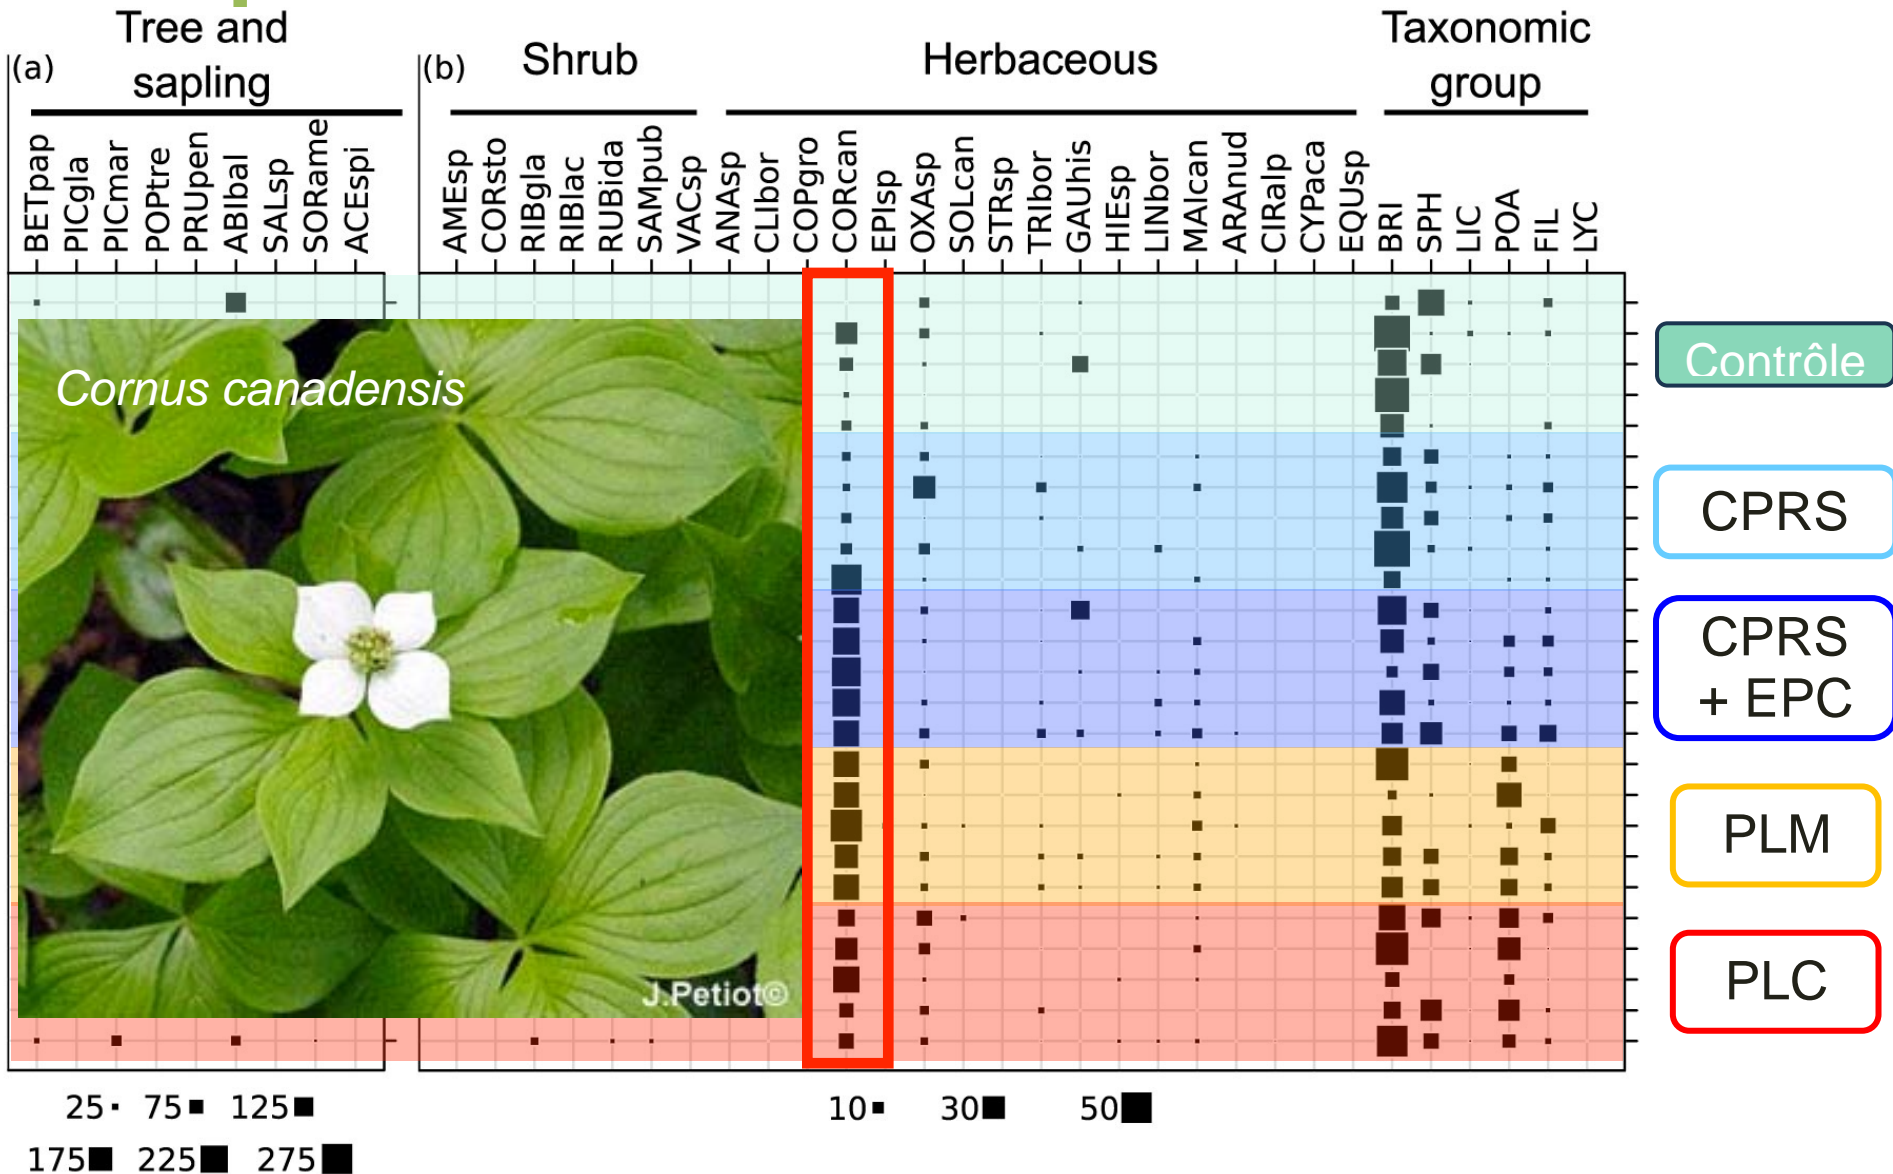 Tree and
sapling
Shrub
Herbaceous
Taxonomic
group
(a)
(b)
BETpap
PICgla
PICmar
POPtre
PRUpen
ABIbal
SALsp
SORame
ACEspi
AMEsp
CORsto
RIBgla
RIBlac
RUBida
SAMpub
VACsp
ANAsp
CLIbor
COPgro
CORcan
EPIsp
OXAsp
SOLcan
STRsp
TRIbor
GAUhis
HIEsp
LINbor
MAIcan
ARAnud
CIRalp
CYPaca
EQUsp
BRI
SPH
LIC
POA
FIL
LYC
Cornus canadensis
J.Petiot©
Contrôle
CPRS
CPRS
+ EPC
PLM
PLC
25 75 125
175 225 275
10 30 50